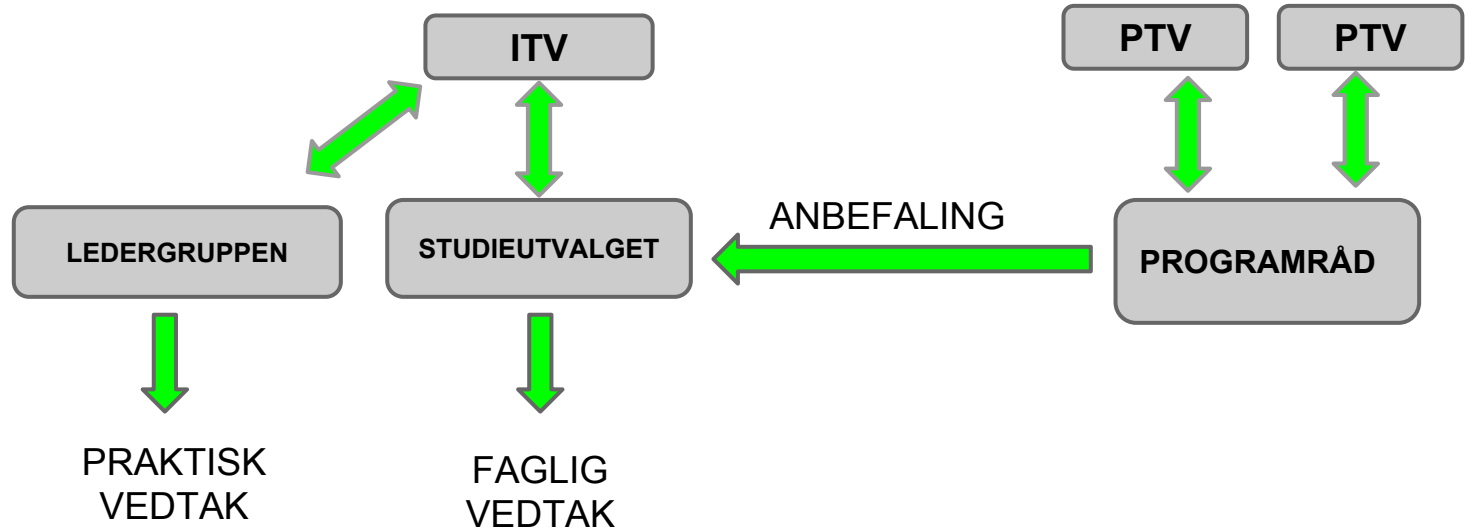 ITV
PTV
PTV
LEDERGRUPPEN
STUDIEUTVALGET
ANBEFALING
PROGRAMRÅD
PRAKTISK
VEDTAK
FAGLIG
VEDTAK